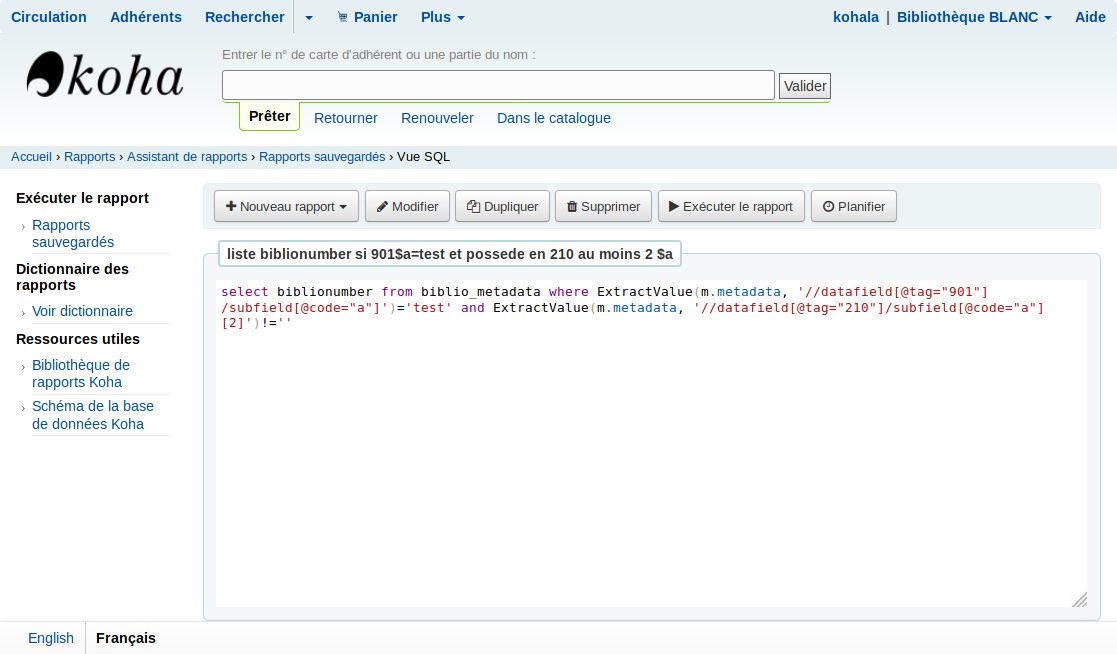 Circulation Adhérents Rechercher Panier Plus kohala | Bibliothèque BLANC Aide
koha
Entrer le n° de carte d'adhérent ou une partie du nom :
Valider
Prêter Retourner Renouveler Dans le catalogue
Accueil › Rapports › Assistant de rapports › Rapports sauvegardés › Vue SQL
Exécuter le rapport
› Rapports
sauvegardés
Dictionnaire des
rapports
› Voir dictionnaire
Ressources utiles
› Bibliothèque de
rapports Koha
› Schéma de la base
de données Koha
Nouveau rapport Modifier Dupliquer Supprimer Exécuter le rapport Planifier
liste biblionumber si 901$a=test et possede en 210 au moins 2 $a
select biblionumber from biblio_metadata where ExtractValue(m.metadata, '//datafield[@tag="901"]
/subfield[@code="a"]')='test' and ExtractValue(m.metadata, '//datafield[@tag="210"]/subfield[@code="a"]
[2]')!=''
English Français